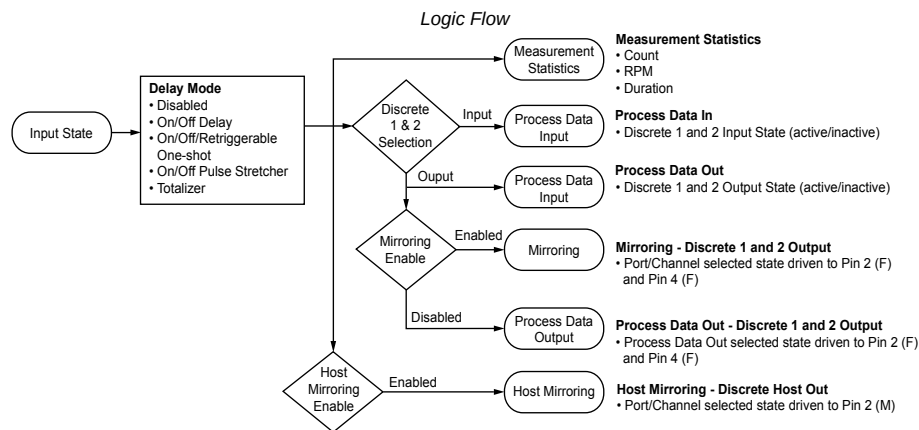 Logic Flow
Input State
Delay Mode
• Disabled
• On/Off Delay
• On/Off/Retriggerable
One-shot
• On/Off Pulse Stretcher
• Totalizer
Discrete
1 & 2
Selection
Input
Ouput
Measurement
Statistics
Measurement Statistics
• Count
• RPM
• Duration
Process Data
Input
Process Data In
• Discrete 1 and 2 Input State (active/inactive)
Process Data
Input
Process Data Out
• Discrete 1 and 2 Output State (active/inactive)
Mirroring
Enable
Enabled
Mirroring
Mirroring - Discrete 1 and 2 Output
• Port/Channel selected state driven to Pin 2 (F)
and Pin 4 (F)
Disabled
Process Data
Output
Process Data Out - Discrete 1 and 2 Output
• Process Data Out selected state driven to Pin 2 (F)
and Pin 4 (F)
Host
Mirroring
Enable
Enabled
Host Mirroring
Host Mirroring - Discrete Host Out
• Port/Channel selected state driven to Pin 2 (M)